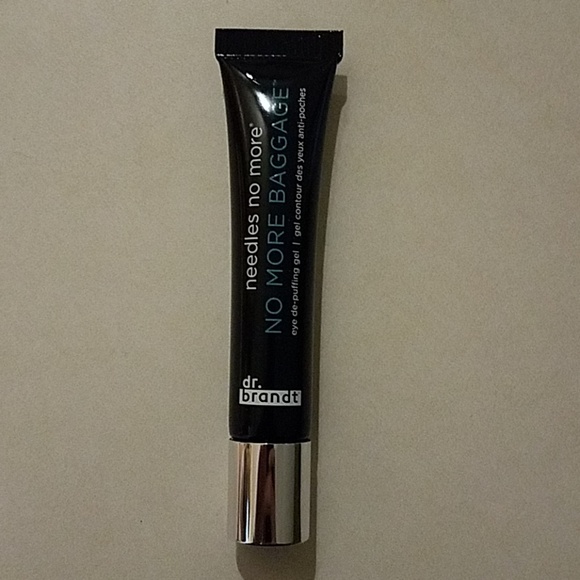 needles no more®
NO MORE BAGGAGE™
eye de-puffing gel | gel contour des yeux anti-poches
dr.
brandt